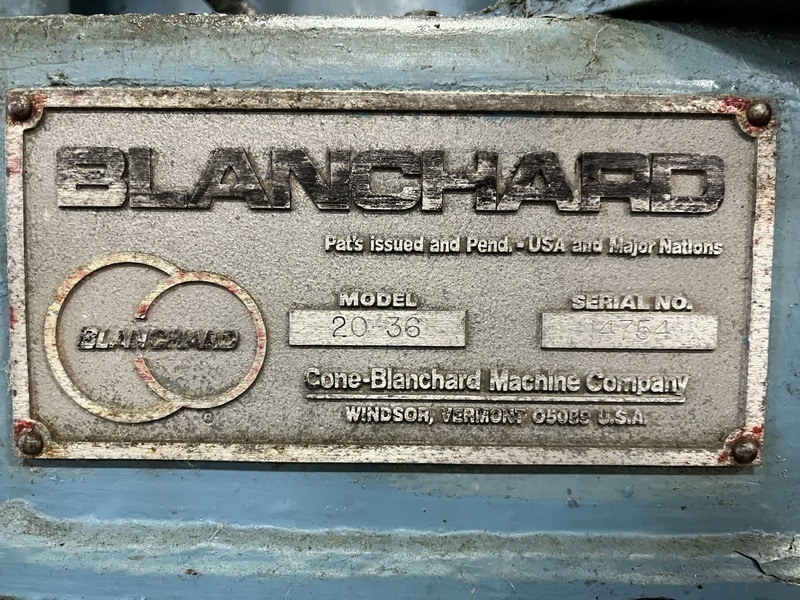 BLANCHARD
Pat's issued and Pend. - USA and Major Nations
MODEL
20 36
SERIAL NO.
14754
BLANCHARD
®
Cone-Blanchard Machine Company
WINDSOR, VERMONT 05089 U.S.A.